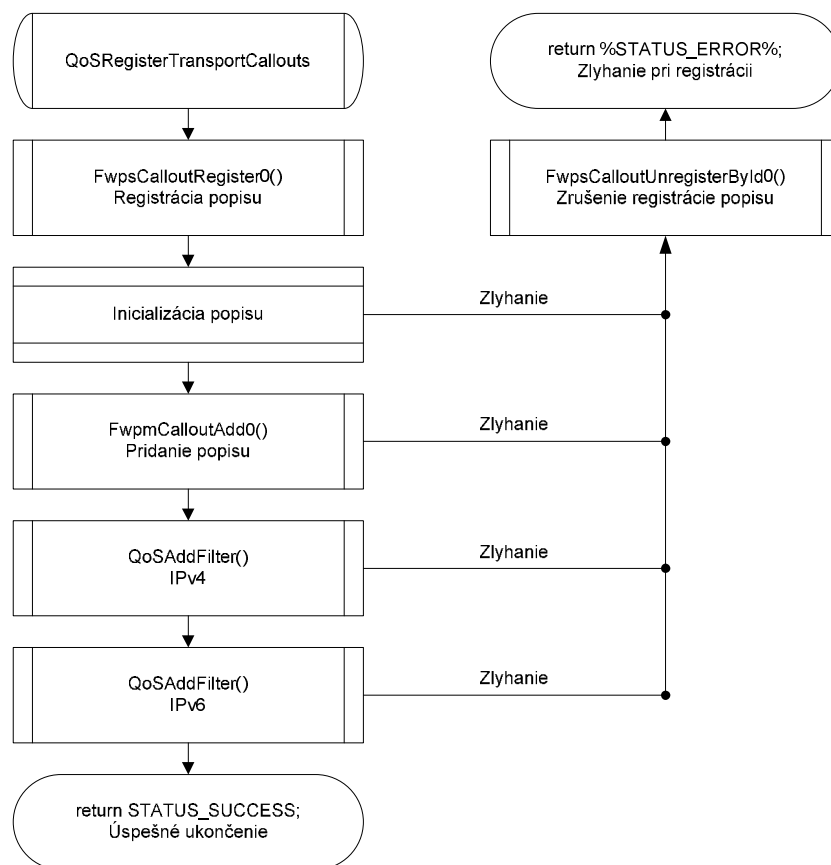 QoSRegisterTransportCallouts
FwpsCalloutRegister0()
Registrácia popisu
Inicializácia popisu
Zlyhanie
FwpmCalloutAdd0()
Pridanie popisu
Zlyhanie
QoSAddFilter()
IPv4
Zlyhanie
QoSAddFilter()
IPv6
Zlyhanie
return STATUS_SUCCESS;
Úspešné ukončenie
return %STATUS_ERROR%;
Zlyhanie pri registrácii
FwpsCalloutUnregisterById0()
Zrušenie registrácie popisu